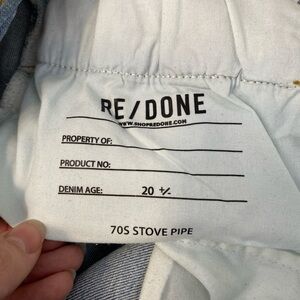 RE/DONE
WWW.SHOPREDONE.COM
PROPERTY OF:
PRODUCT NO:
DENIM AGE: 20 +/-
70S STOVE PIPE